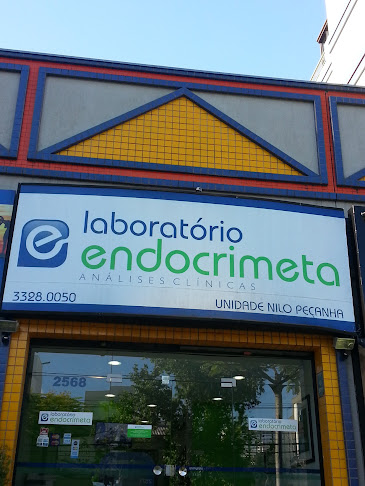 laboratório
endocrimeta
ANÁLISES CLÍNICAS
3328.0050
UNIDADE NILO PEÇANHA
2568
laboratório
endocrimeta
laboratório
endocrimeta